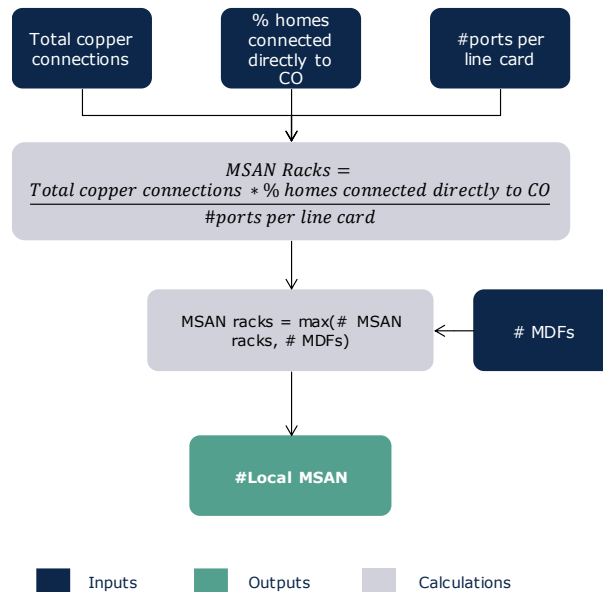 Total copper
connections
% homes
connected
directly to
CO
#ports per
line card
MSAN Racks =
Total copper connections * % homes connected directly to CO
#ports per line card
MSAN racks = max(# MSAN
racks, # MDFs)
# MDFs
#Local MSAN
Inputs
Outputs
Calculations